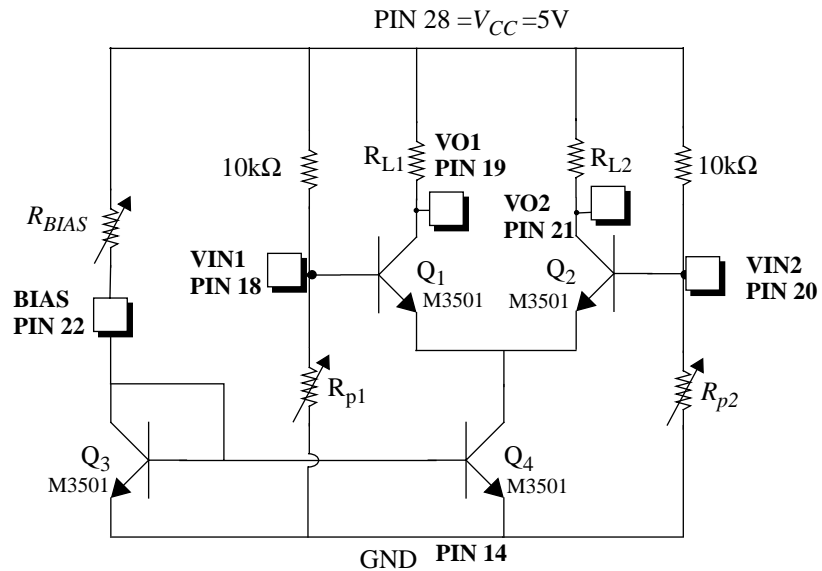 PIN 28 =VCC=5V
10kΩ
RL1
VO1
PIN 19
RL2
10kΩ
RBIAS
VO2
PIN 21
VIN1
PIN 18
Q1
M3501
Q2
M3501
VIN2
PIN 20
BIAS
PIN 22
Rp1
Rp2
Q3
M3501
Q4
M3501
GND PIN 14